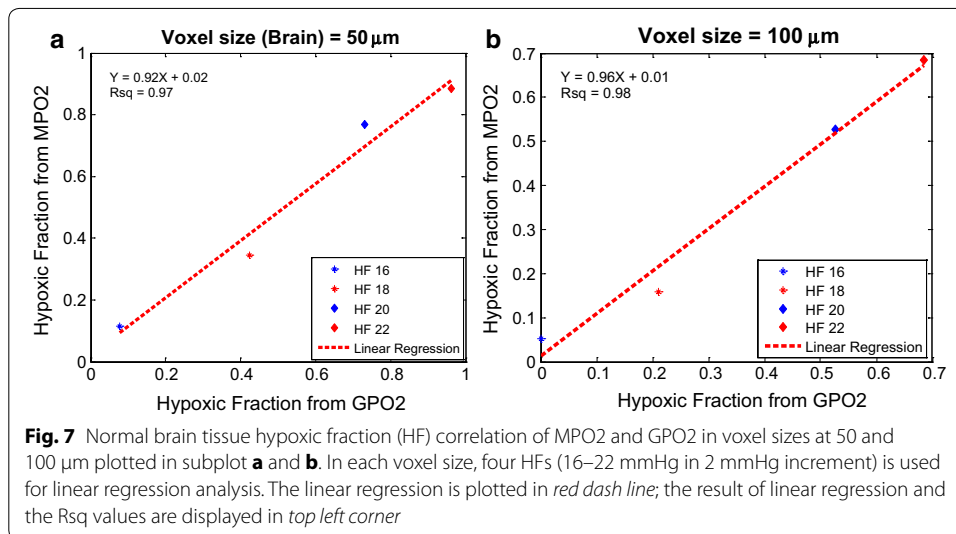 a
Voxel size (Brain) = 50 μm
Y = 0.92X + 0.02
Rsq = 0.97
Hypoxic Fraction from MPO2
1
0.8
0.6
0.4
0.2
0
0
0.2
0.4
0.6
0.8
1
HF 16
HF 18
HF 20
HF 22
Linear Regression
Hypoxic Fraction from GPO2
b
Voxel size = 100 μm
Y = 0.96X + 0.01
Rsq = 0.98
Hypoxic Fraction from MPO2
0.7
0.6
0.5
0.4
0.3
0.2
0.1
0
0
0.1
0.2
0.3
0.4
0.5
0.6
0.7
HF 16
HF 18
HF 20
HF 22
Linear Regression
Hypoxic Fraction from GPO2
Fig. 7 Normal brain tissue hypoxic fraction (HF) correlation of MPO2 and GPO2 in voxel sizes at 50 and
100 μm plotted in subplot a and b. In each voxel size, four HFs (16–22 mmHg in 2 mmHg increment) is used
for linear regression analysis. The linear regression is plotted in red dash line; the result of linear regression and
the Rsq values are displayed in top left corner